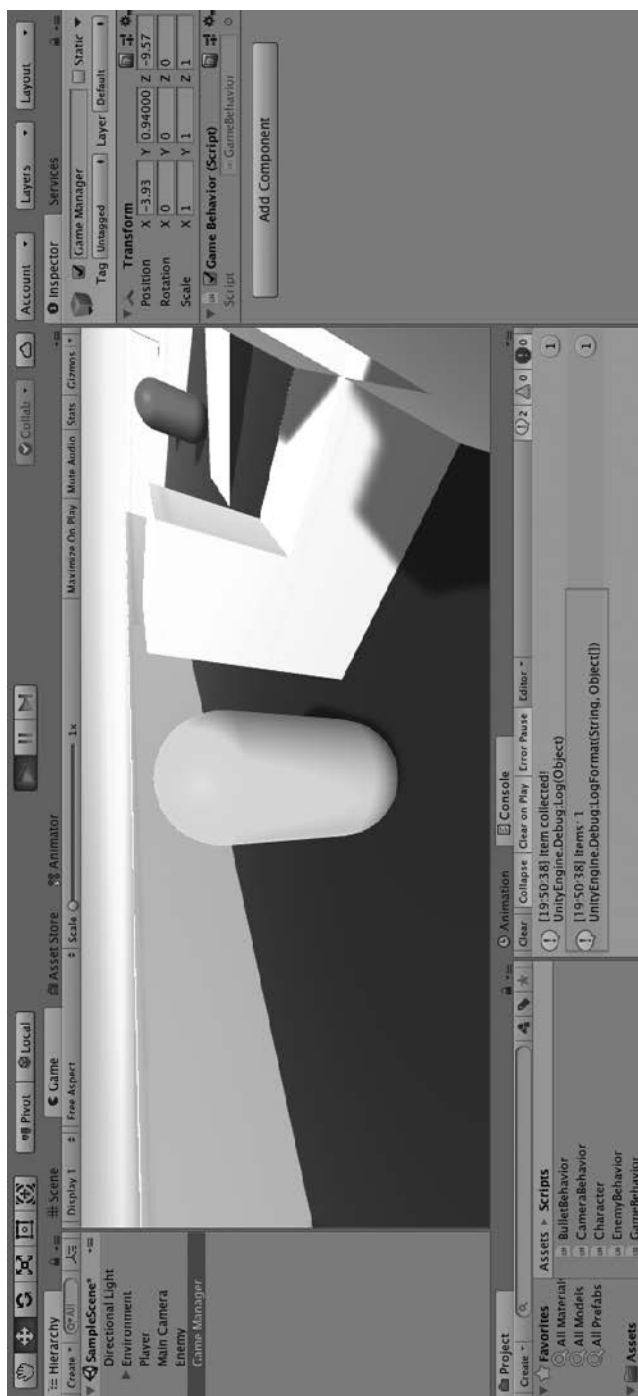 Pivot Local
Collab
Account Layers Layout
Hierarchy
Create All
SampleScene*
Directional Light
Environment
Player
Main Camera
Enemy
Game Manager
Scene Game Asset Store Animator
Display 1 Free Aspect Scale 1x Maximize On Play Mute Audio Stats Gizmos
Inspector Services
Game Manager Static
Tag Untagged Layer Default
Transform
Position X -3.93 Y 0.94000 Z -9.57
Rotation X 0 Y 0 Z 0
Scale X 1 Y 1 Z 1
Game Behavior (Script)
Script GameBehavior
Add Component
Project
Create
Favorites
All Material
All Models
All Prefabs
Assets
Assets Scripts
BulletBehavior
CameraBehavior
Character
EnemyBehavior
GameBehavior
Animation Console
Clear Collapse Clear on Play Error Pause Editor 2 0 0
[19:50:38] Item collected! 1
UnityEngine.Debug:Log(Object)
[19:50:38] Items: 1 1
UnityEngine.Debug:LogFormat(String, Object[])